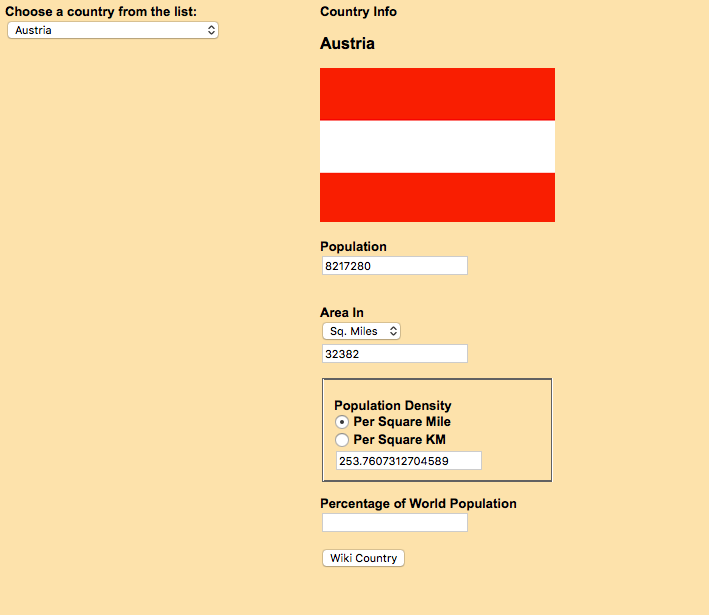 Choose a country from the list:
Austria
Country Info
Austria
Population
8217280
Area In
Sq. Miles
32382
Population Density
Per Square Mile
Per Square KM
253.7607312704589
Percentage of World Population
Wiki Country